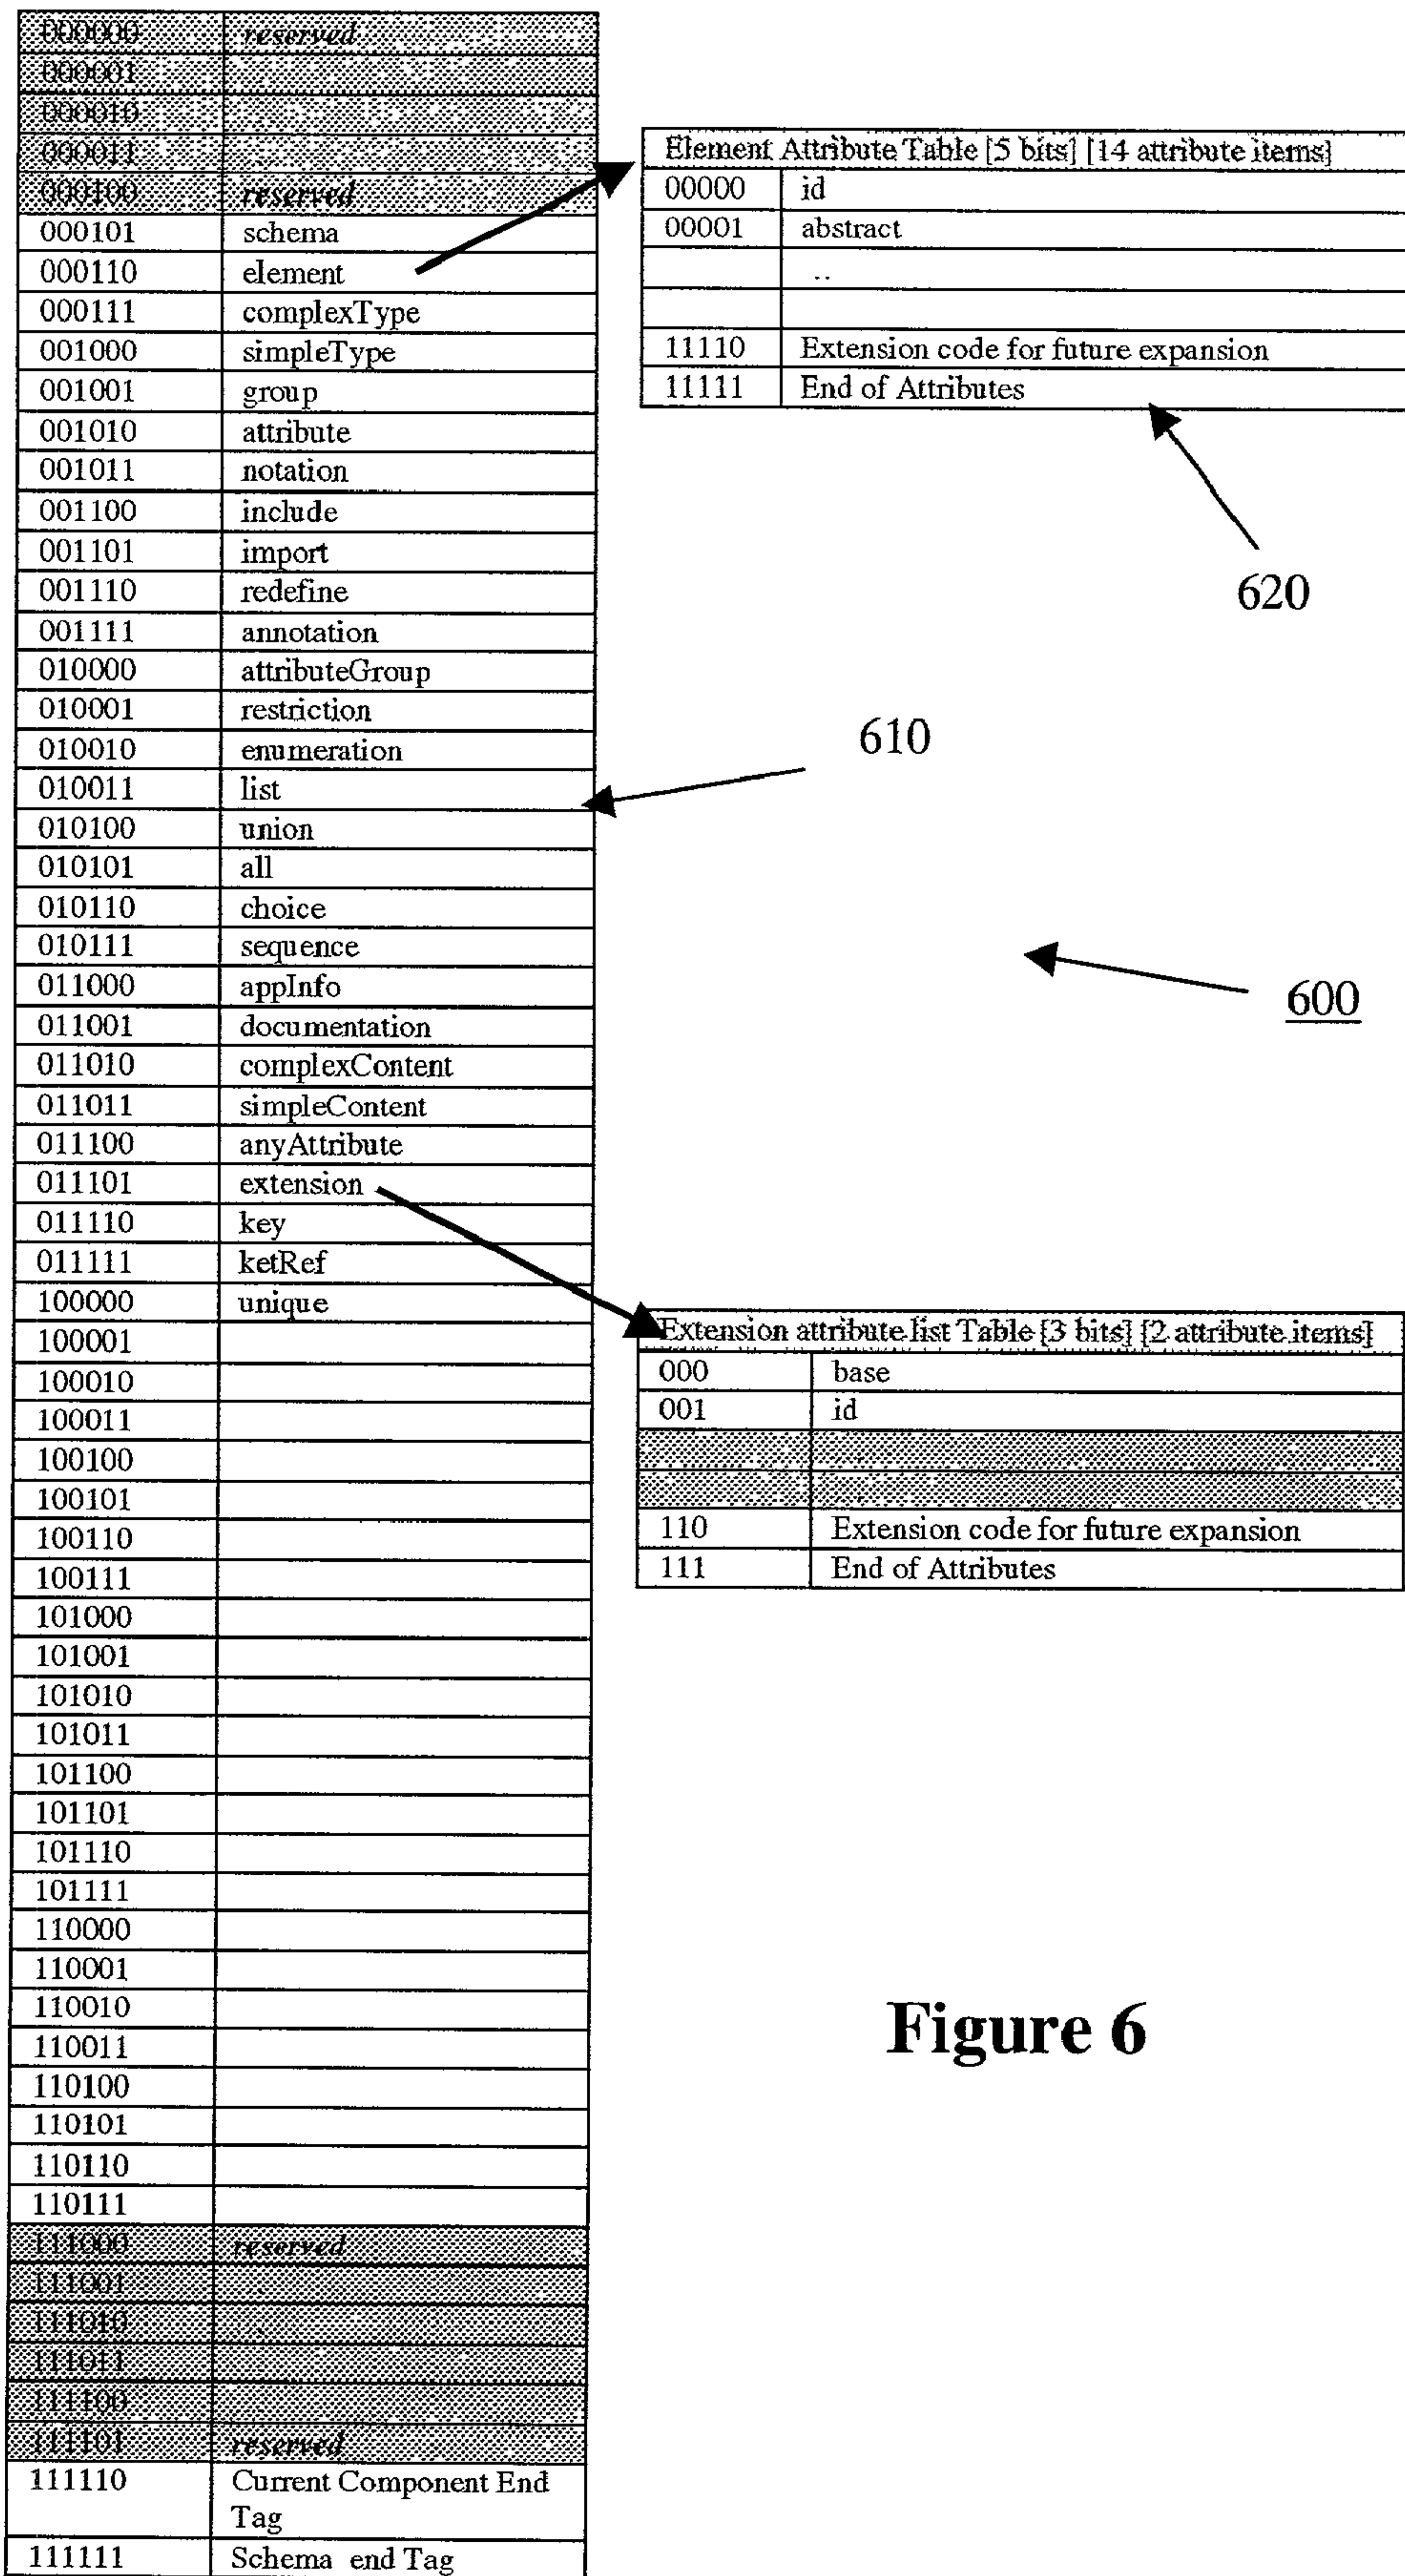 000000 reserved
000001
000010
000011
000100 reserved
000101 schema
000110 element
000111 complexType
001000 simpleType
001001 group
001010 attribute
001011 notation
001100 include
001101 import
001110 redefine
001111 annotation
010000 attributeGroup
010001 restriction
010010 enumeration
010011 list
010100 union
010101 all
010110 choice
010111 sequence
011000 appInfo
011001 documentation
011010 complexContent
011011 simpleContent
011100 anyAttribute
011101 extension
011110 key
011111 ketRef
100000 unique
100001
100010
100011
100100
100101
100110
100111
101000
101001
101010
101011
101100
101101
101110
101111
110000
110001
110010
110011
110100
110101
110110
110111
111000 reserved
111001
111010
111011
111100
111101 reserved
111110 Current Component End
Tag
111111 Schema end Tag
Element Attribute Table [5 bits] [14 attribute items]
00000 id
00001 abstract
..
11110 Extension code for future expansion
11111 End of Attributes
620
610
600
Extension attribute list Table [3 bits] [2 attribute items]
000 base
001 id
110 Extension code for future expansion
111 End of Attributes
Figure 6